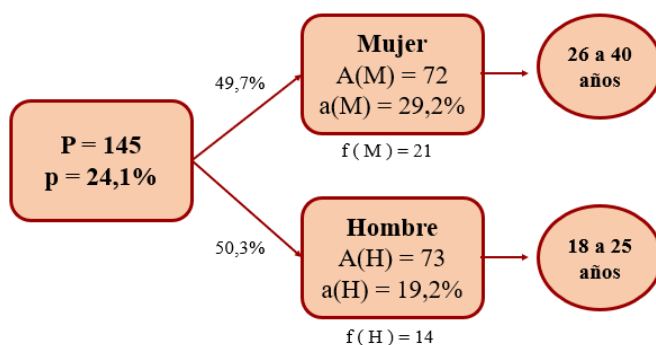 P = 145
p = 24,1%
49,7%
50,3%
Mujer
A(M) = 72
a(M) = 29,2%
f ( M ) = 21
26 a 40
años
Hombre
A(H) = 73
a(H) = 19,2%
f ( H ) = 14
18 a 25
años